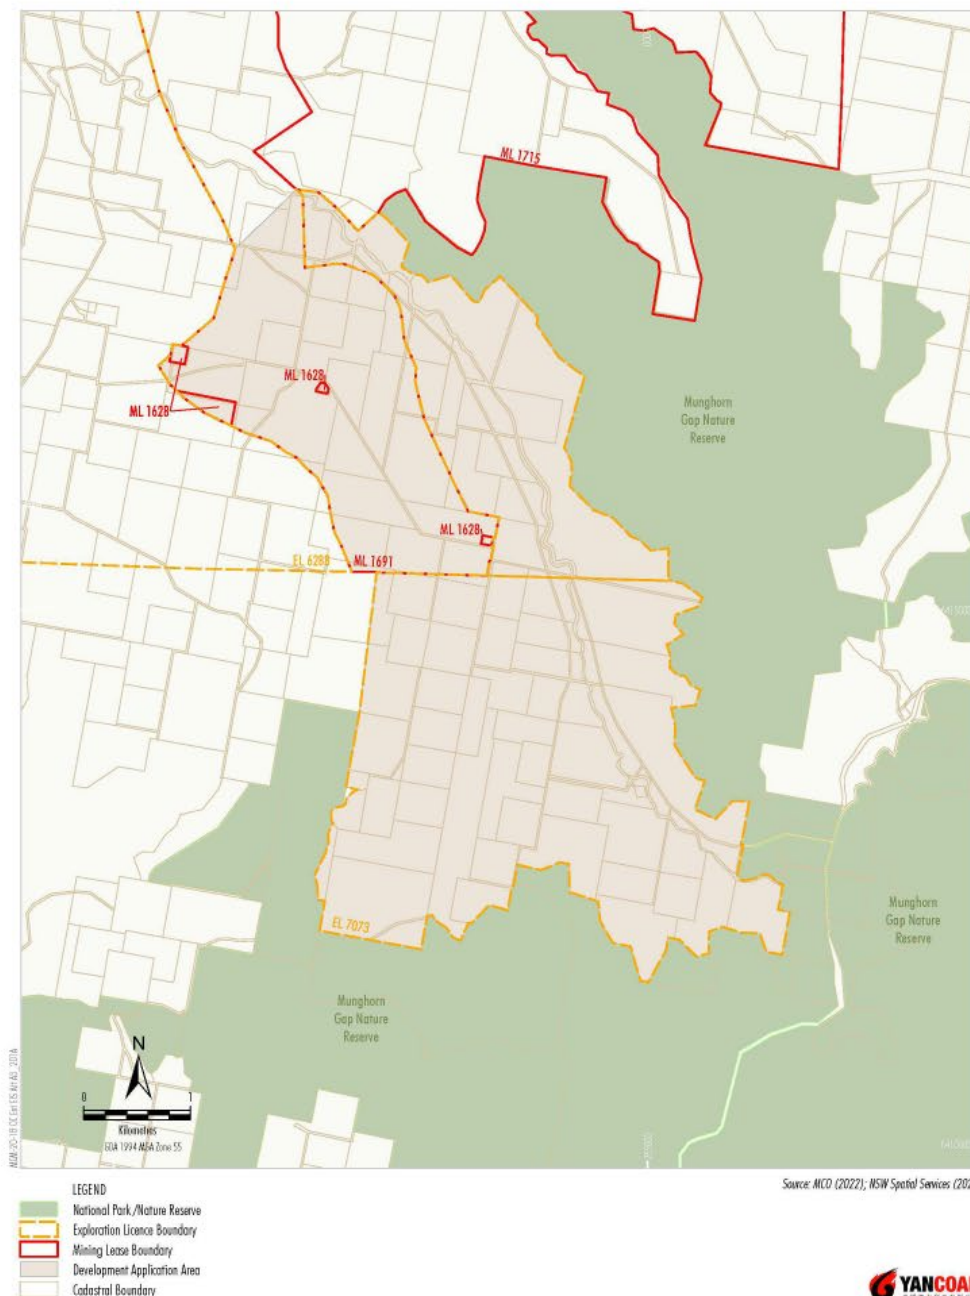 ML 1715
Munghorn
Gap Nature
Reserve
ML 1628
ML 1628
ML 1628
EL 6288
ML 1691
EL 7073
Munghorn
Gap Nature
Reserve
Munghorn
Gap Nature
Reserve
N
0 1
Kilometres
GDA 1994 MGA Zone 55
Source: MCO (2022); NSW Spatial Services (202
LEGEND
National Park/Nature Reserve
Exploration Licence Boundary
Mining Lease Boundary
Development Application Area
Cadastral Boundary
YANCOAL